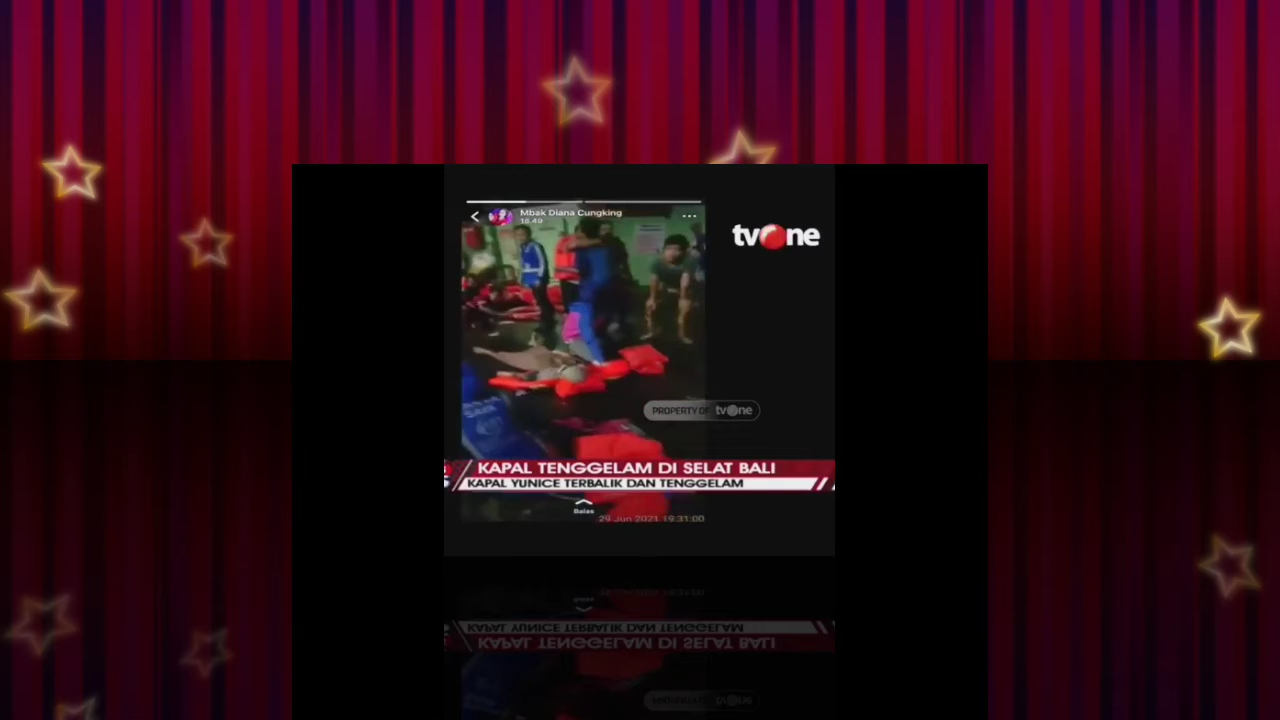 Mbak Diana Cungking
18.49
tvOne
PROPERTY OF tvOne
KAPAL TENGGELAM DI SELAT BALI
KAPAL YUNICE TERBALIK DAN TENGGELAM
Balas
29 Jun 2021 19:31:00